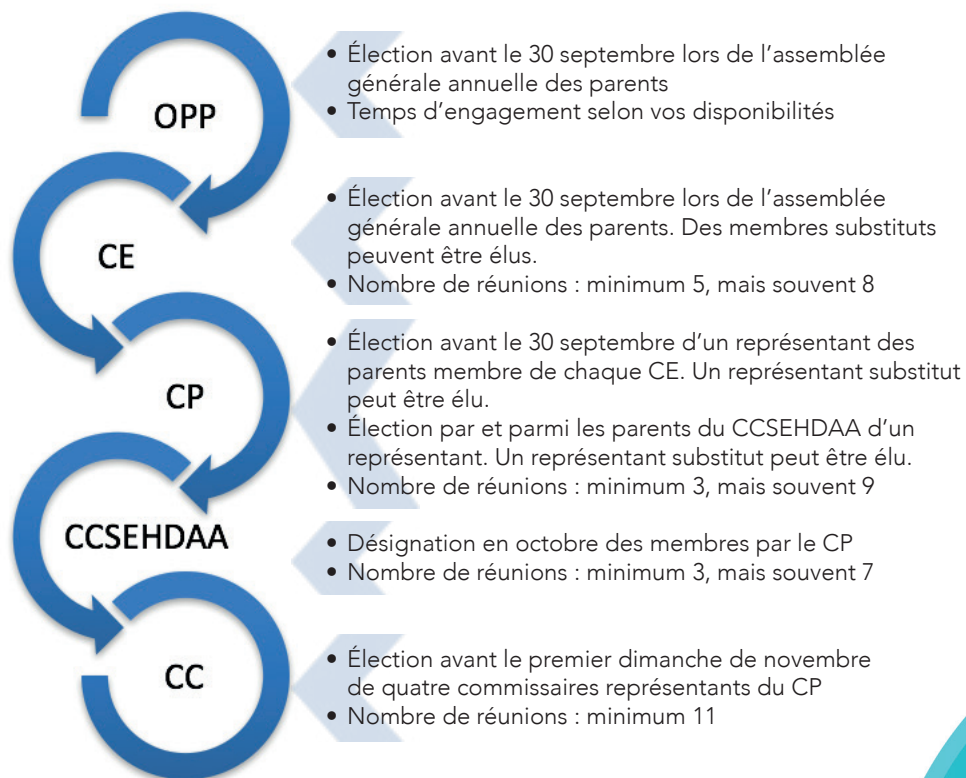 OPP
• Élection avant le 30 septembre lors de l’assemblée
générale annuelle des parents
• Temps d’engagement selon vos disponibilités
CE
• Élection avant le 30 septembre lors de l’assemblée
générale annuelle des parents. Des membres substituts
peuvent être élus.
• Nombre de réunions : minimum 5, mais souvent 8
CP
• Élection avant le 30 septembre d’un représentant des
parents membre de chaque CE. Un représentant substitut
peut être élu.
• Élection par et parmi les parents du CCSEHDAA d’un
représentant. Un représentant substitut peut être élu.
• Nombre de réunions : minimum 3, mais souvent 9
CCSEHDAA
• Désignation en octobre des membres par le CP
• Nombre de réunions : minimum 3, mais souvent 7
CC
• Élection avant le premier dimanche de novembre
de quatre commissaires représentants du CP
• Nombre de réunions : minimum 11